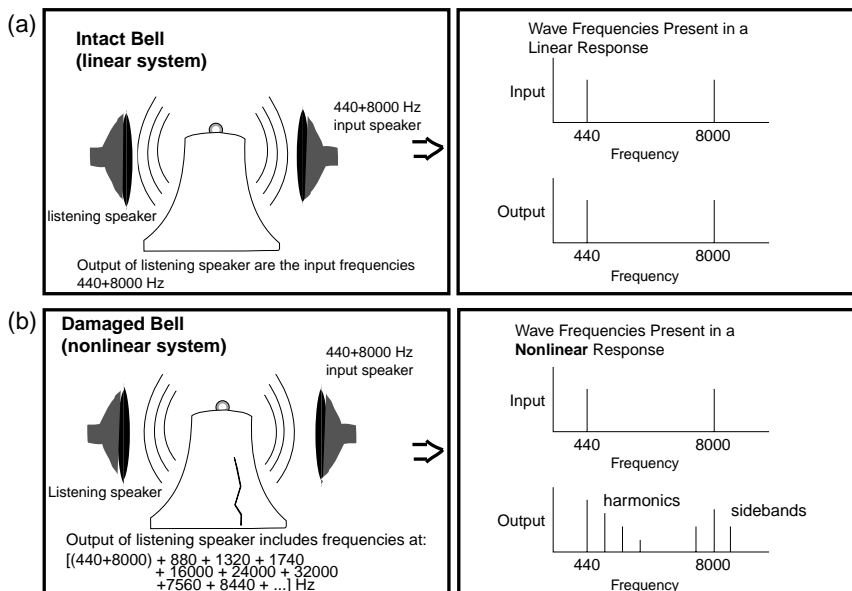 (a)
Intact Bell
(linear system)
440+8000 Hz
input speaker
listening speaker
Output of listening speaker are the input frequencies
440+8000 Hz
Wave Frequencies Present in a
Linear Response
Input
440
8000
Frequency
Output
440
8000
Frequency
(b)
Damaged Bell
(nonlinear system)
440+8000 Hz
input speaker
Listening speaker
Output of listening speaker includes frequencies at:
[(440+8000) + 880 + 1320 + 1740
+ 16000 + 24000 + 32000
+7560 + 8440 + ...] Hz
Wave Frequencies Present in a
Nonlinear Response
Input
440
8000
Frequency
harmonics
sidebands
Output
440
8000
Frequency